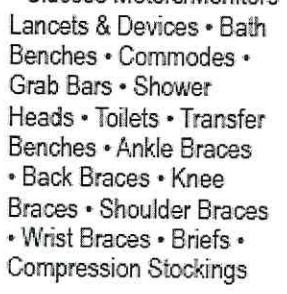 Lancets & Devices • Bath
Benches • Commodes •
Grab Bars • Shower
Heads • Toilets • Transfer
Benches • Ankle Braces
• Back Braces • Knee
Braces • Shoulder Braces
• Wrist Braces • Briefs •
Compression Stockings